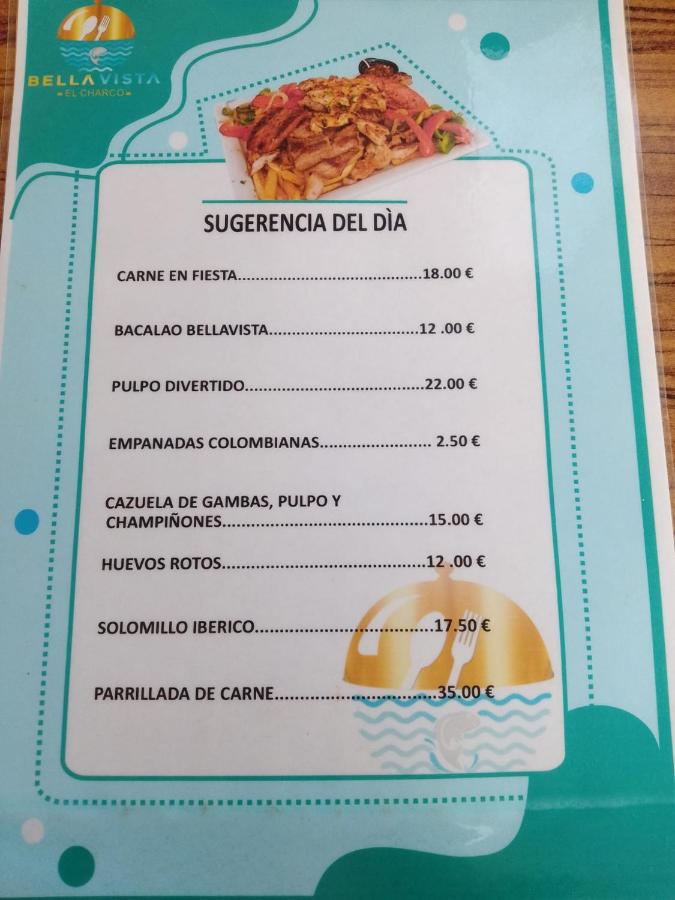 BELLAVISTA
EL CHARCO
SUGERENCIA DEL DÌA
CARNE EN FIESTA.....................................18.00 €
BACALAO BELLAVISTA..............................12 .00 €
PULPO DIVERTIDO....................................22.00 €
EMPANADAS COLOMBIANAS...................... 2.50 €
CAZUELA DE GAMBAS, PULPO Y
CHAMPIÑONES.........................................15.00 €
HUEVOS ROTOS.........................................12 .00 €
SOLOMILLO IBERICO...................................17.50 €
PARRILLADA DE CARNE................................35.00 €